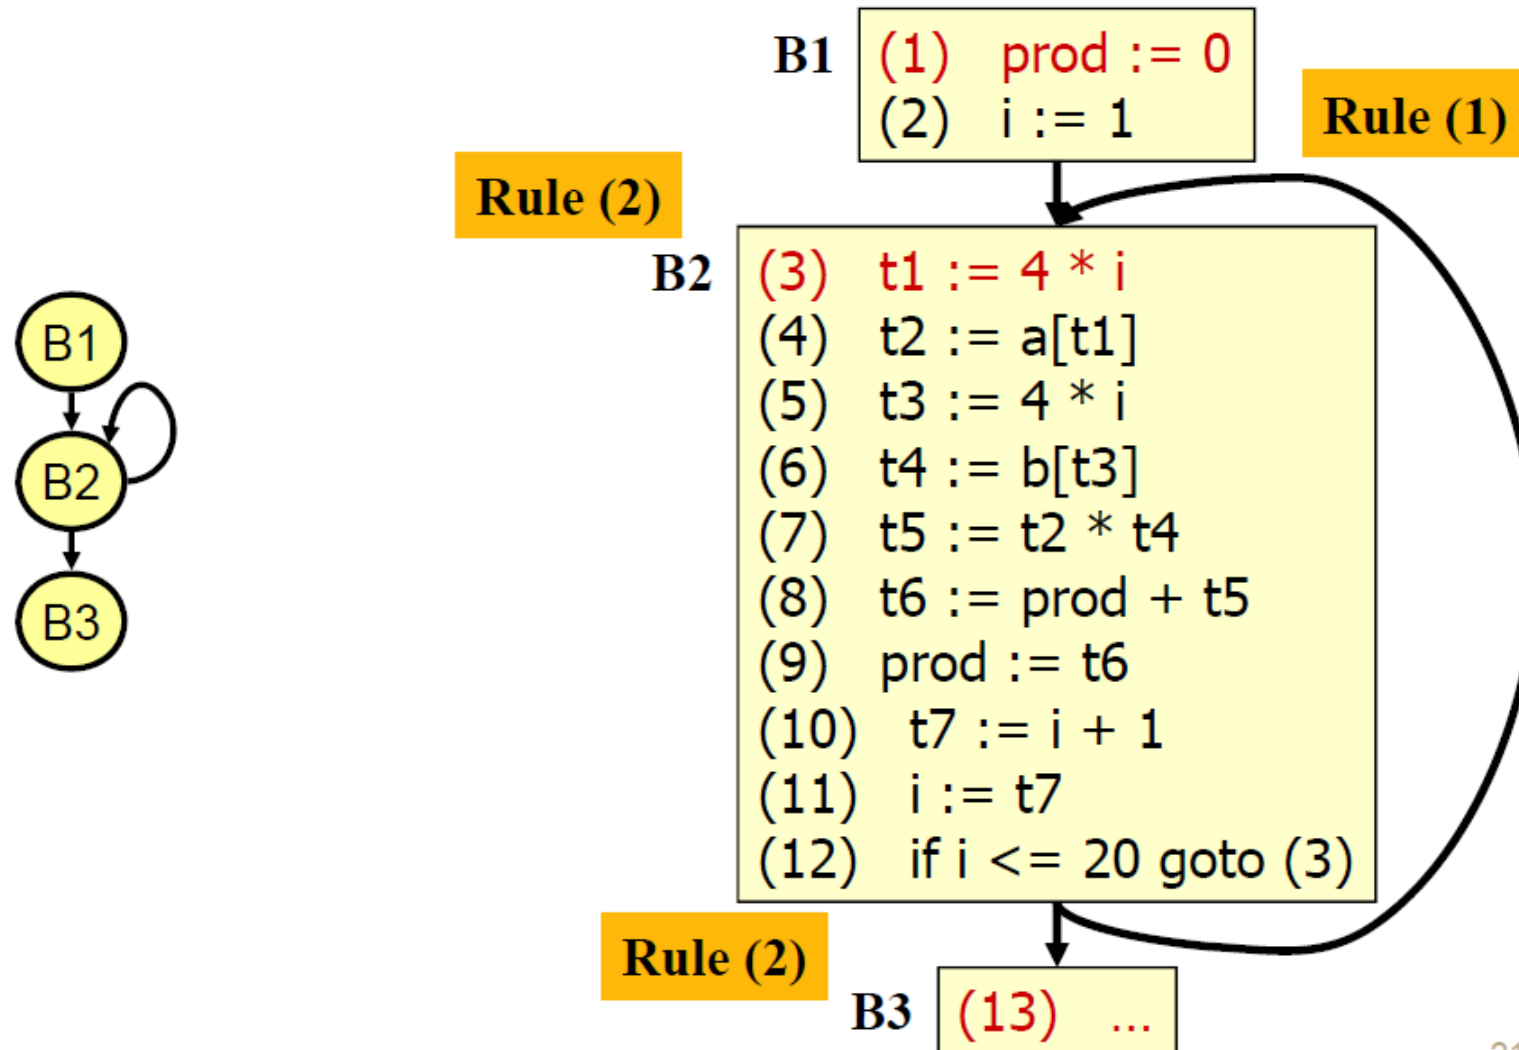 B1
(1) prod := 0
(2) i := 1
Rule (1)
Rule (2)
B2
(3) t1 := 4 * i
(4) t2 := a[t1]
(5) t3 := 4 * i
(6) t4 := b[t3]
(7) t5 := t2 * t4
(8) t6 := prod + t5
(9) prod := t6
(10) t7 := i + 1
(11) i := t7
(12) if i <= 20 goto (3)
Rule (2)
B3
(13) ...
B1
B2
B3